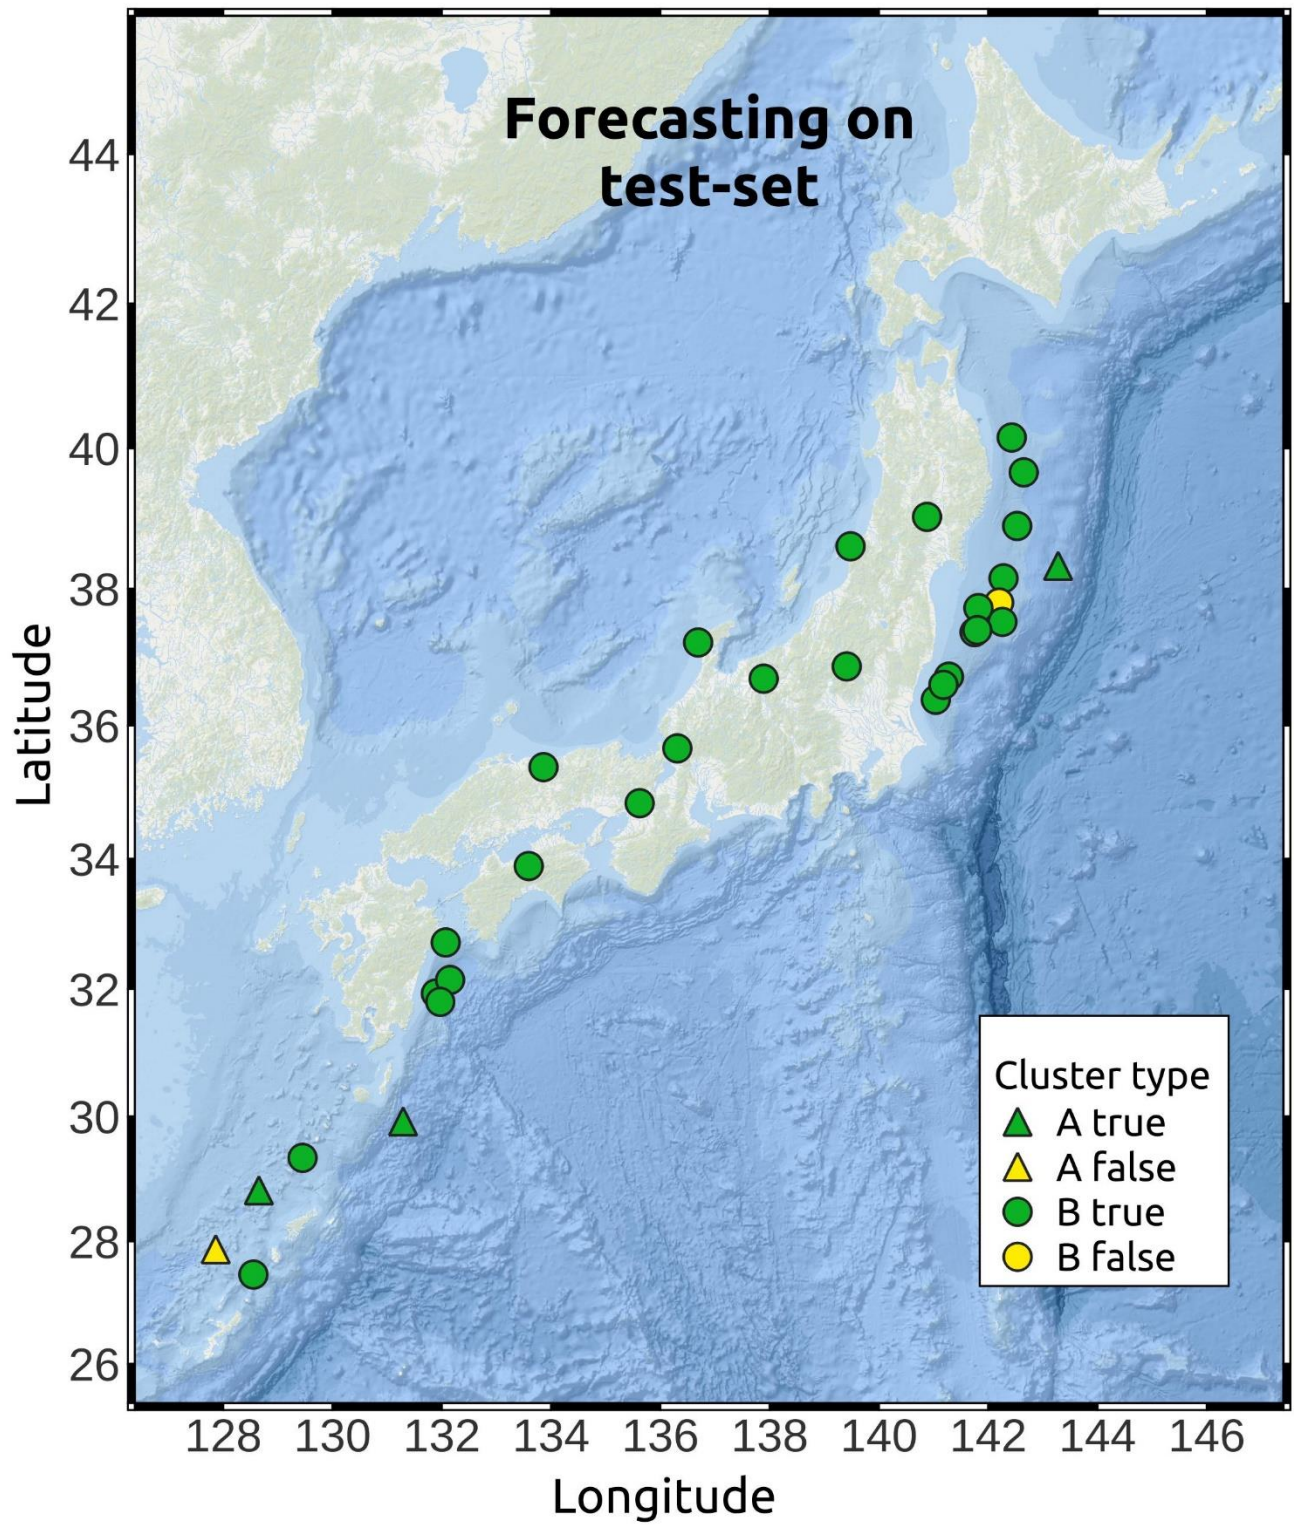 Forecasting on
test-set
44
42
40
38
36
34
32
30
28
26
Latitude
Cluster type
A true
A false
B true
B false
128 130 132 134 136 138 140 142 144 146
Longitude